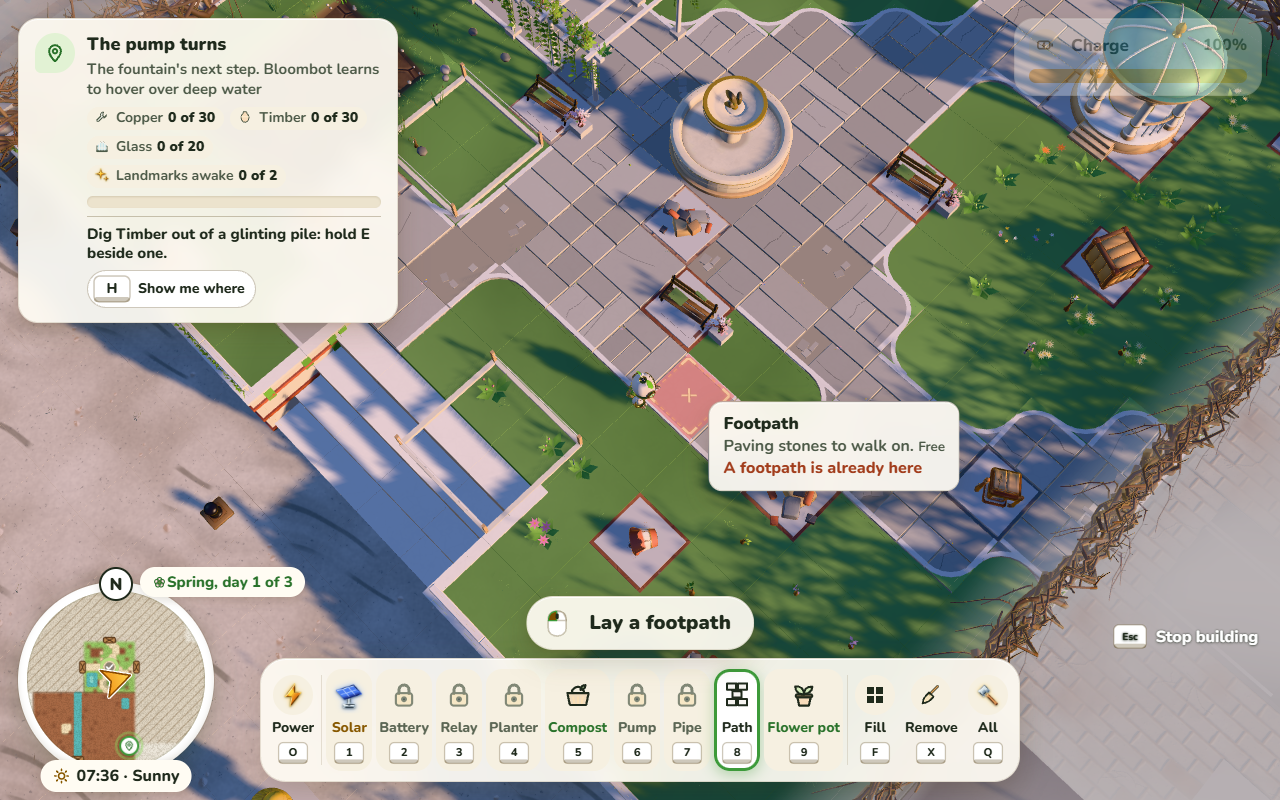 The pump turns
The fountain's next step. Bloombot learns
to hover over deep water
Copper 0 of 30 Timber 0 of 30
Glass 0 of 20
Landmarks awake 0 of 2
Dig Timber out of a glinting pile: hold E
beside one.
H Show me where
Charge 100%
Footpath
Paving stones to walk on. Free
A footpath is already here
N
Spring, day 1 of 3
07:36 · Sunny
Lay a footpath
Esc Stop building
Power Solar Battery Relay Planter Compost Pump Pipe Path Flower pot Fill Remove All
O 1 2 3 4 5 6 7 8 9 F X Q